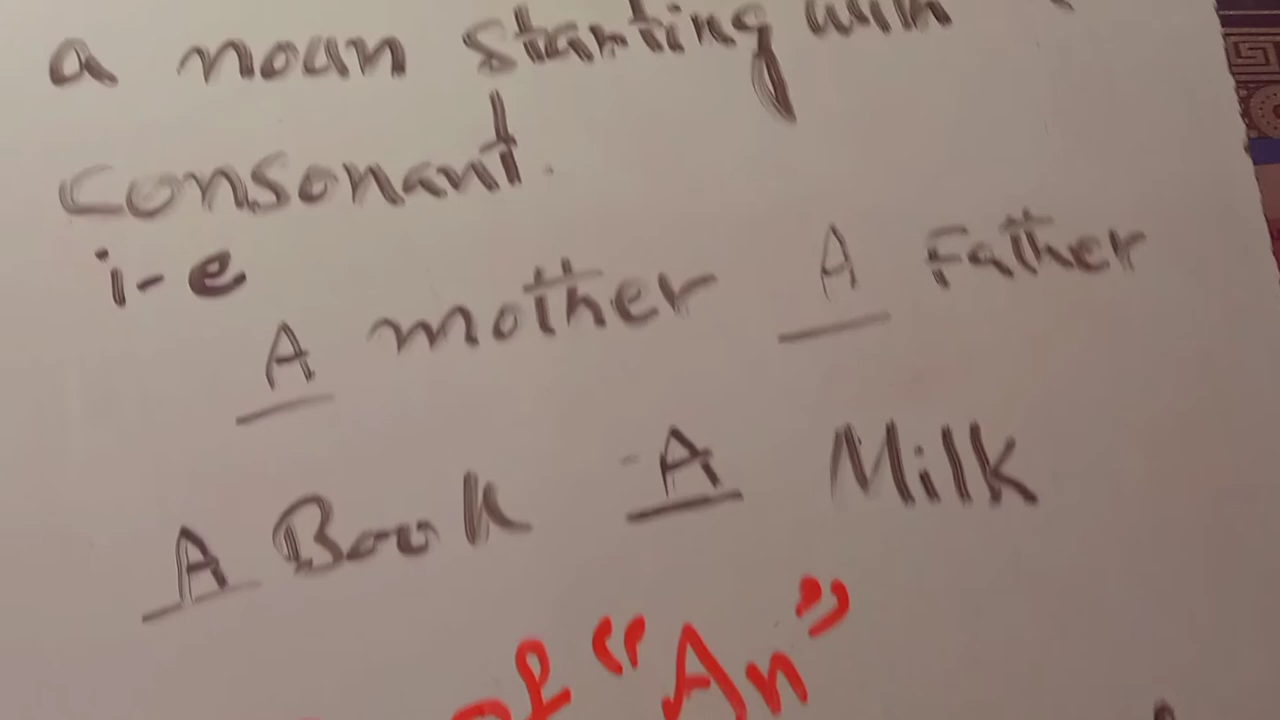 a noun starting with
consonant.
i-e
A mother A Father
A Book A Milk
of "An"